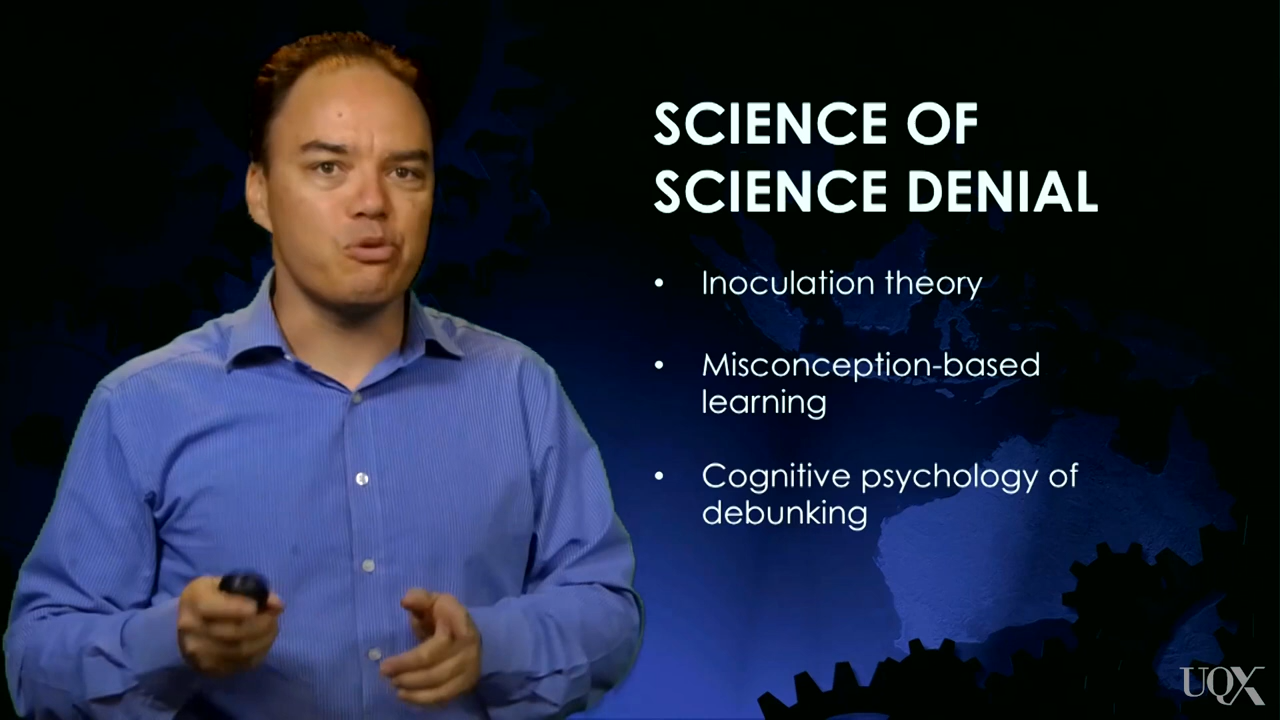 SCIENCE OF
SCIENCE DENIAL
• Inoculation theory
• Misconception-based
learning
• Cognitive psychology of
debunking
UQX